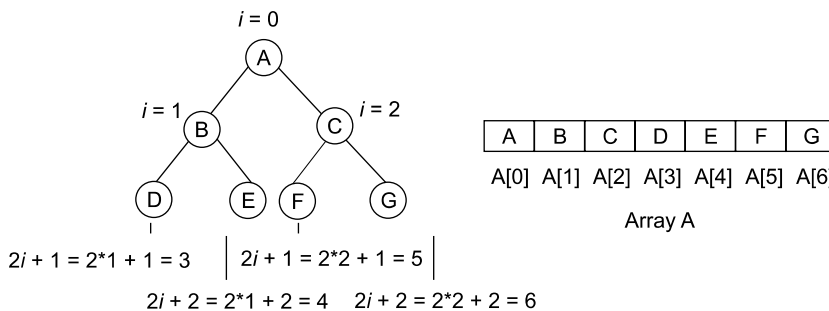 i = 0
A
i = 1
B
C
i = 2
D
E
F
G
2i + 1 = 2*1 + 1 = 3
2i + 1 = 2*2 + 1 = 5
2i + 2 = 2*1 + 2 = 4
2i + 2 = 2*2 + 2 = 6
A B C D E F G
A[0] A[1] A[2] A[3] A[4] A[5] A[6]
Array A